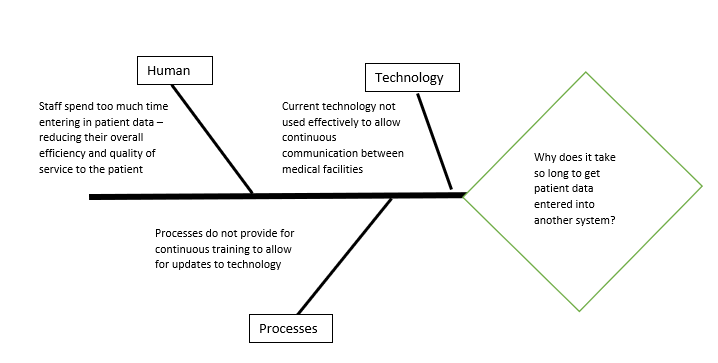 Human
Technology
Staff spend too much time
entering in patient data –
reducing their overall
efficiency and quality of
service to the patient
Current technology not
used effectively to allow
continuous
communication between
medical facilities
Why does it take
so long to get
patient data
entered into
another system?
Processes do not provide for
continuous training to allow
for updates to technology
Processes